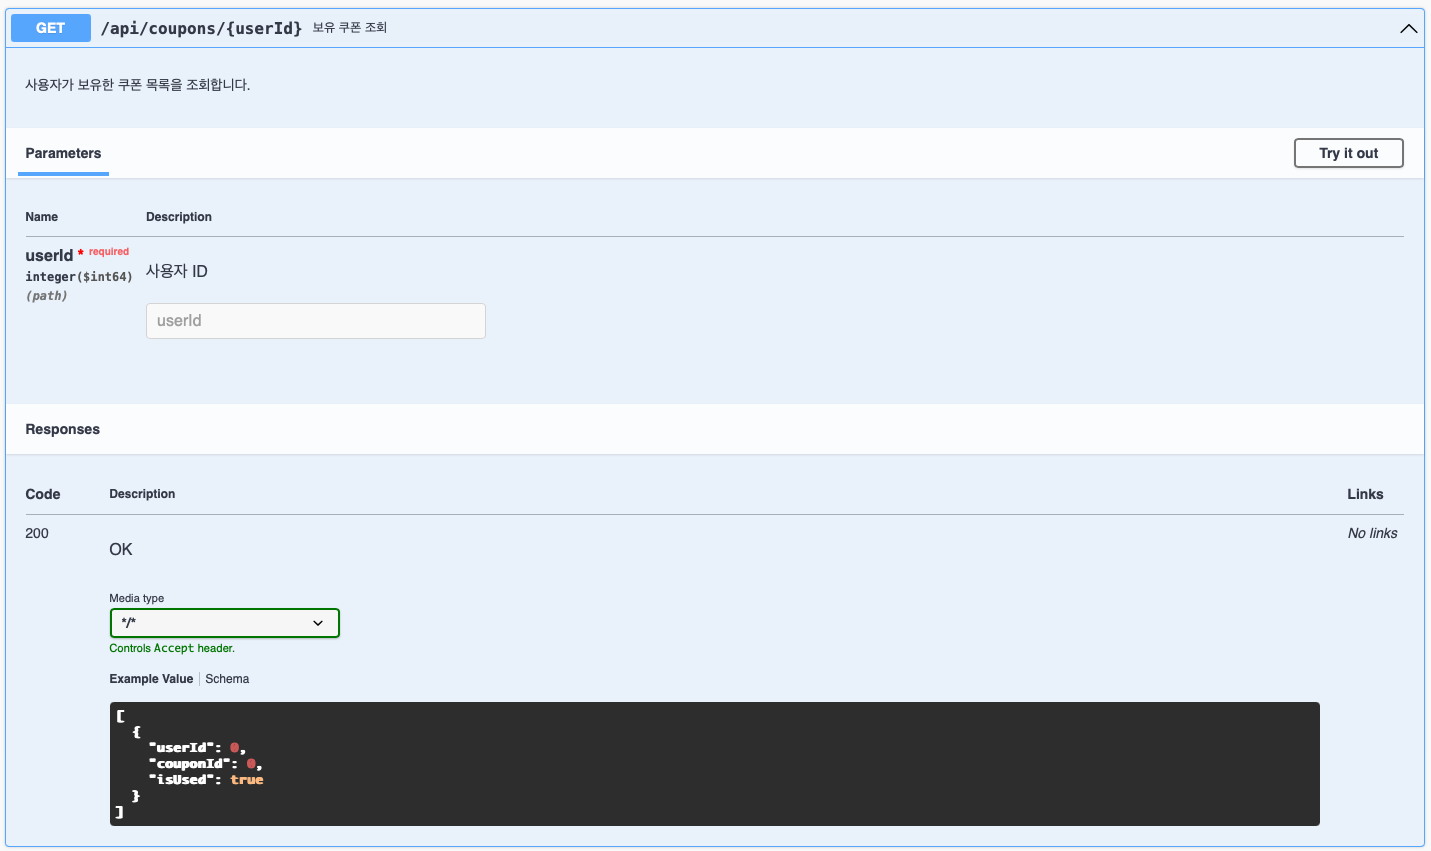 GET /api/coupons/{userId} 보유 쿠폰 조회
사용자가 보유한 쿠폰 목록을 조회합니다.
Parameters
Try it out
Name Description
userId * required
integer($int64)
(path)
사용자 ID
userId
Responses
Code Description Links
200
OK
No links
Media type
*/*
Controls Accept header.
Example Value Schema
[
  {
    "userId": 0,
    "couponId": 0,
    "isUsed": true
  }
]